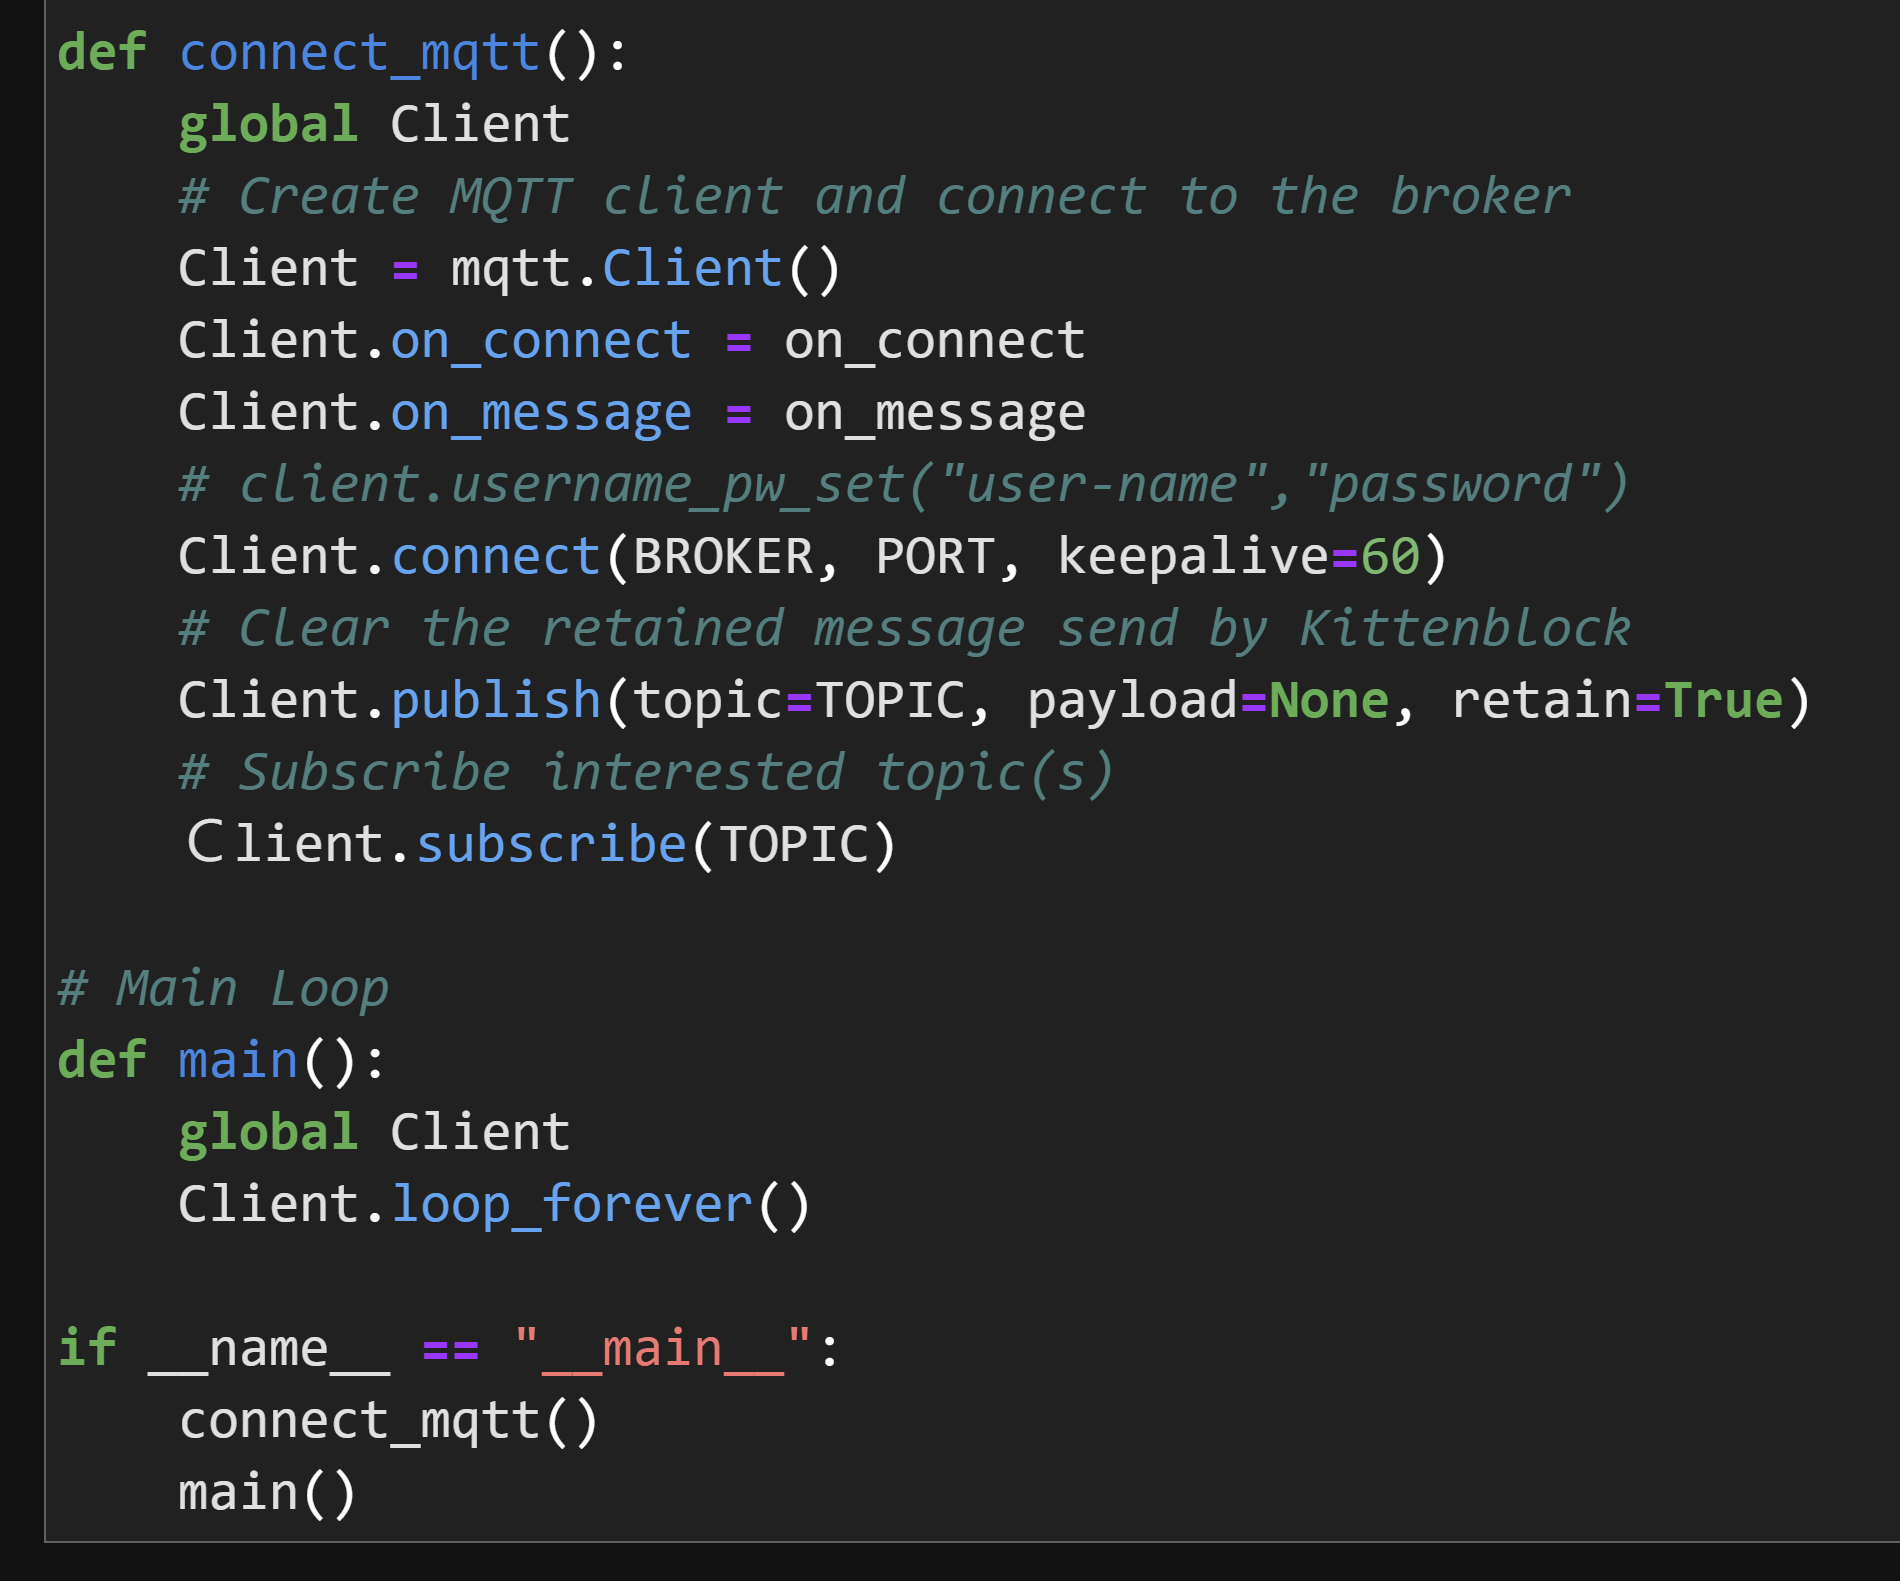 def connect_mqtt():
    global Client
    # Create MQTT client and connect to the broker
    Client = mqtt.Client()
    Client.on_connect = on_connect
    Client.on_message = on_message
    # client.username_pw_set("user-name","password")
    Client.connect(BROKER, PORT, keepalive=60)
    # Clear the retained message send by Kittenblock
    Client.publish(topic=TOPIC, payload=None, retain=True)
    # Subscribe interested topic(s)
    Ｃlient.subscribe(TOPIC)
# Main Loop
def main():
    global Client
    Client.loop_forever()
if __name__ == "__main__":
    connect_mqtt()
    main()